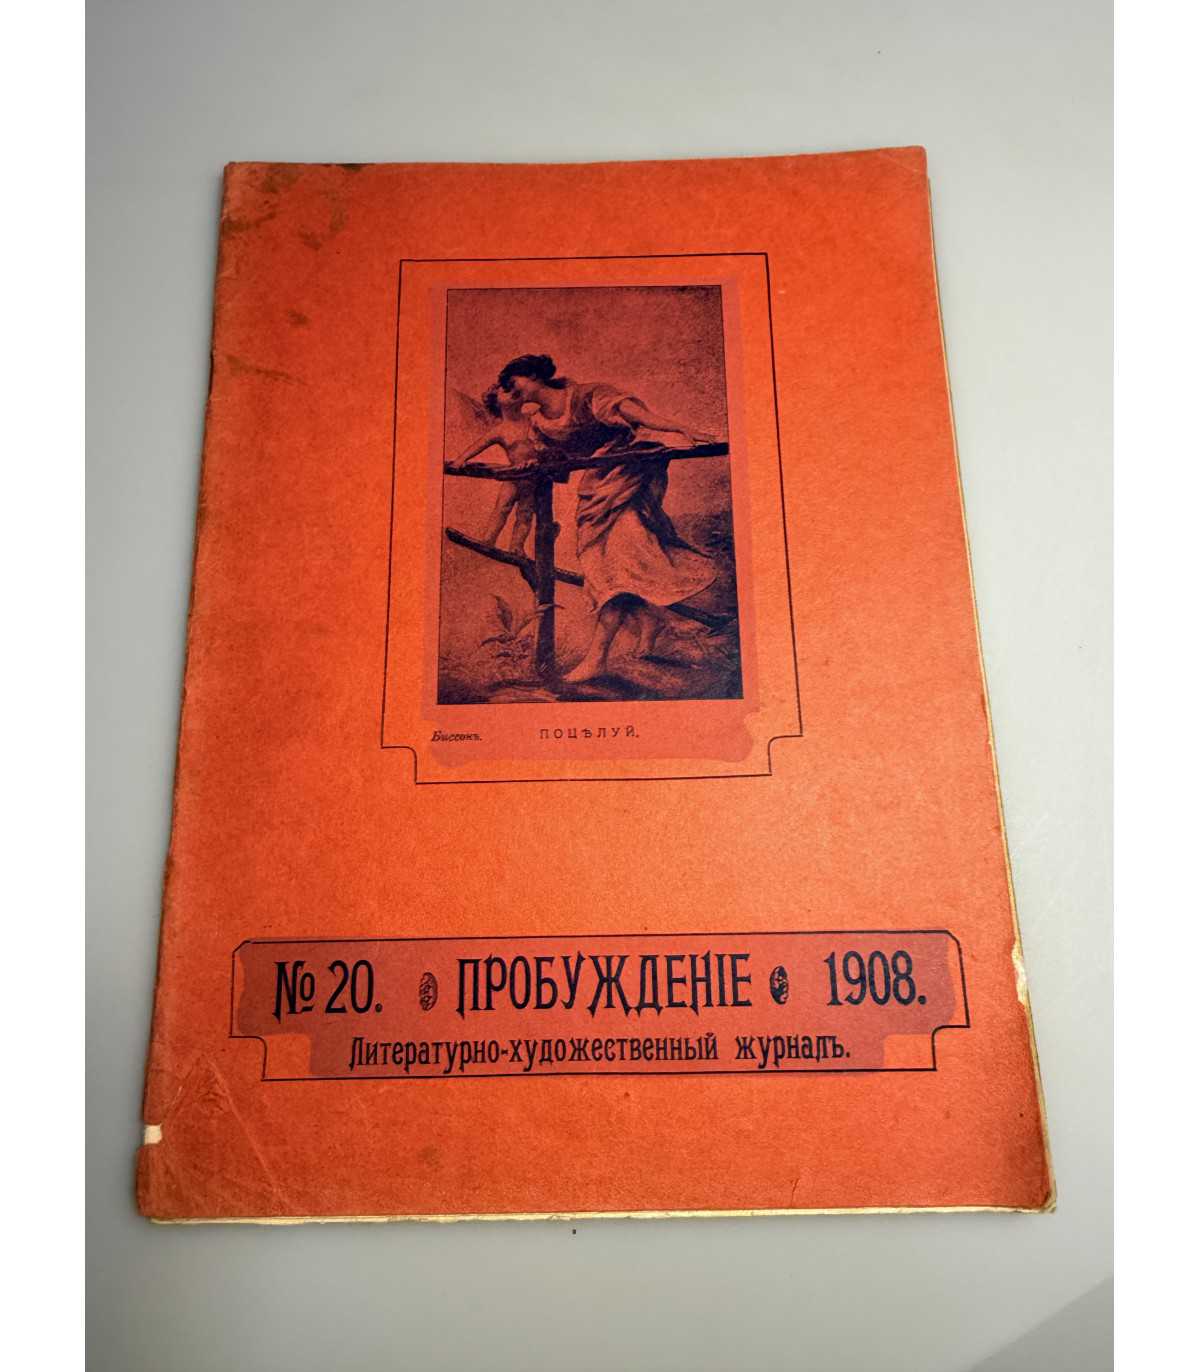 Биссонъ. ПОЦѢЛУЙ.
№ 20. ПРОБУЖДЕНІЕ 1908.
Литературно-художественный журналъ.